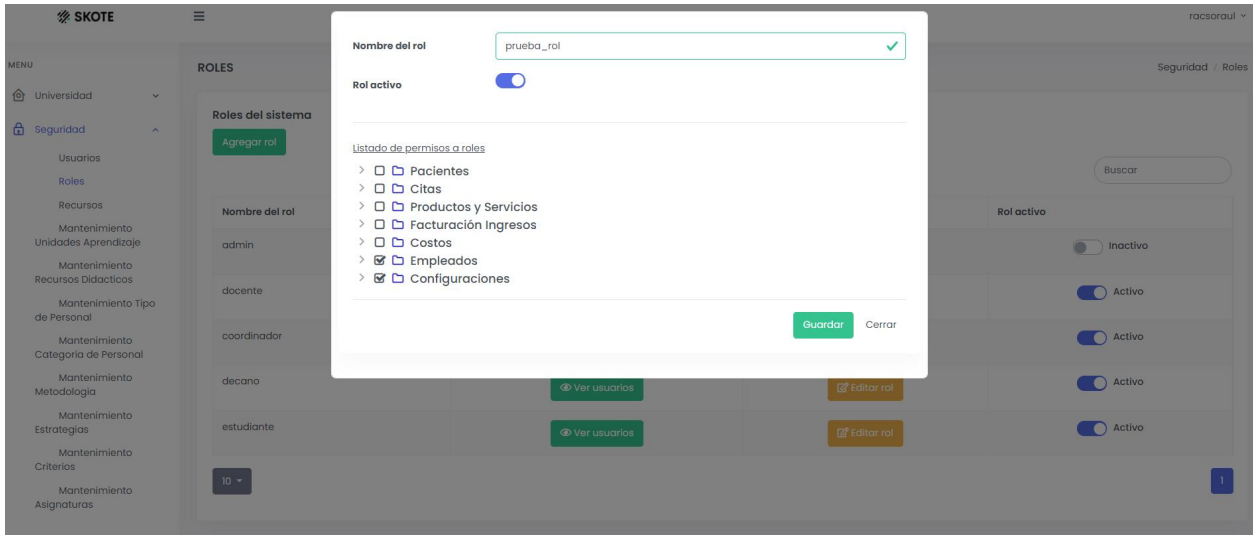 SKOTE
racsoraul
MENU
Universidad
Seguridad
Usuarios
Roles
Recursos
Mantenimiento
Unidades Aprendizaje
Mantenimiento
Recursos Didacticos
Mantenimiento Tipo
de Personal
Mantenimiento
Categoria de Personal
Mantenimiento
Metodologia
Mantenimiento
Estrategias
Mantenimiento
Criterios
Mantenimiento
Asignaturas
ROLES
Seguridad / Roles
Roles del sistema
Agregar rol
Buscar
Nombre del rol
Rol activo
admin
Inactivo
docente
Activo
coordinador
Activo
decano
Ver usuarios
Editar rol
Activo
estudiante
Ver usuarios
Editar rol
Activo
10
1
Nombre del rol
prueba_rol
Rol activo
Listado de permisos a roles
Pacientes
Citas
Productos y Servicios
Facturación Ingresos
Costos
Empleados
Configuraciones
Guardar
Cerrar